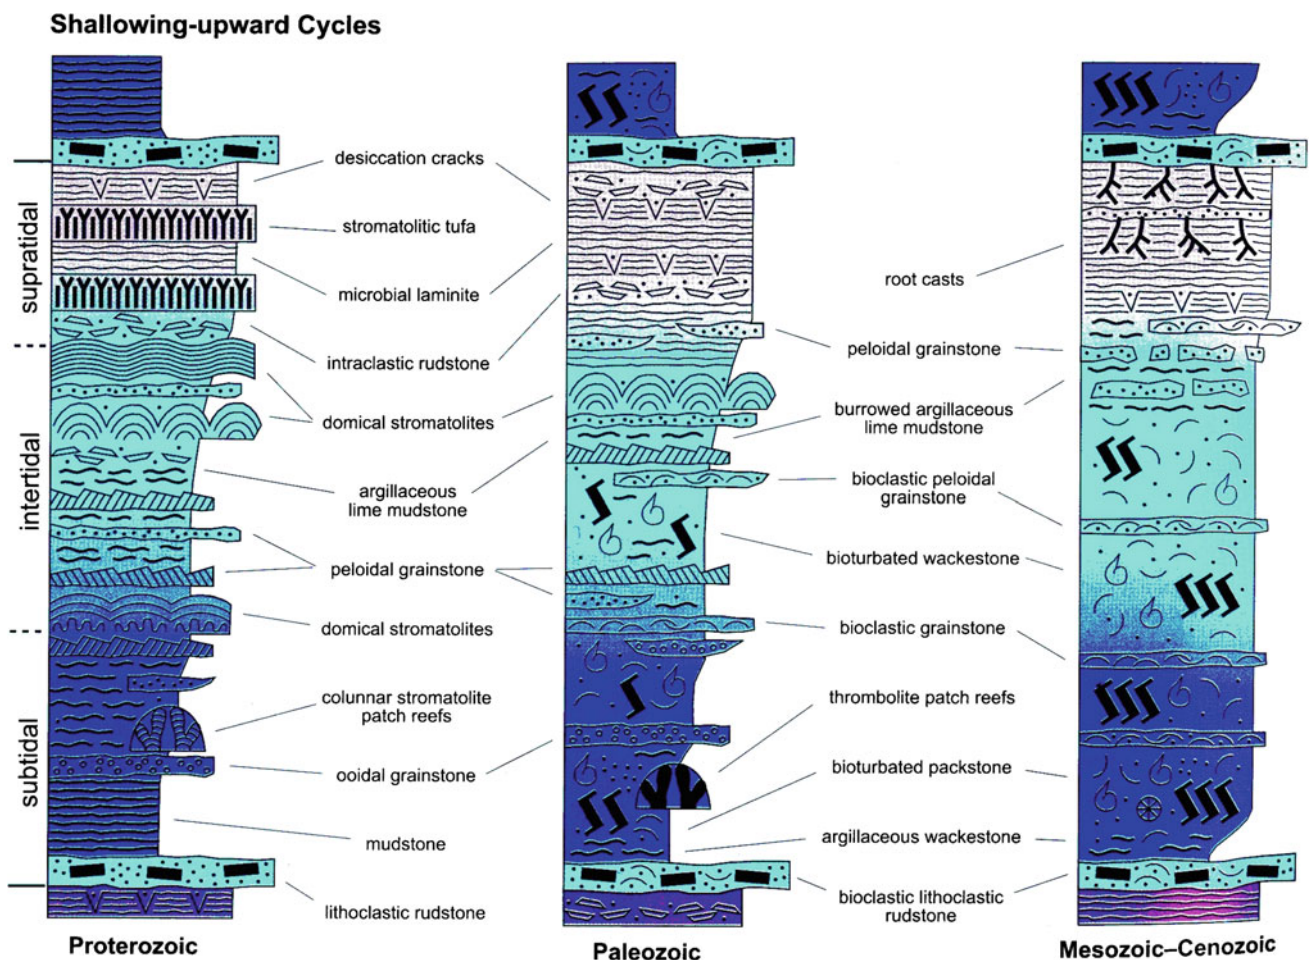 Shallowing-upward Cycles
supratidal
intertidal
subtidal
desiccation cracks
stromatolitic tufa
microbial laminite
intraclastic rudstone
domical stromatolites
argillaceous
lime mudstone
peloidal grainstone
domical stromatolites
colunnar stromatolite
patch reefs
ooidal grainstone
mudstone
lithoclastic rudstone
root casts
peloidal grainstone
burrowed argillaceous
lime mudstone
bioclastic peloidal
grainstone
bioturbated wackestone
bioclastic grainstone
thrombolite patch reefs
bioturbated packstone
argillaceous wackestone
bioclastic lithoclastic
rudstone
Proterozoic
Paleozoic
Mesozoic–Cenozoic